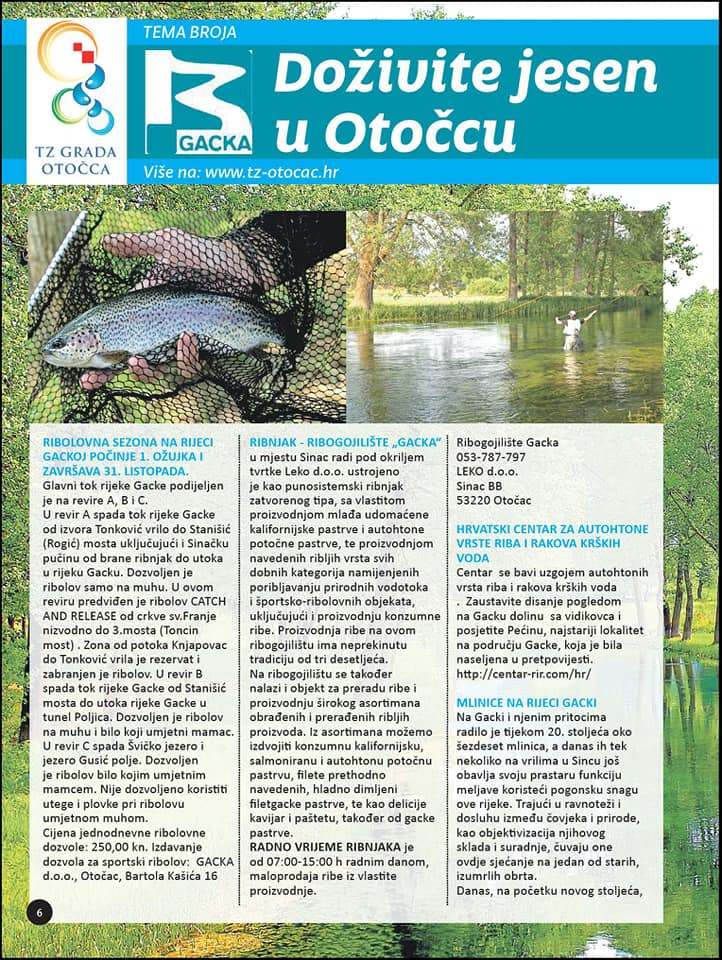 TEMA BROJA
TZ GRADA
OTOČCA
GACKA
Doživite jesen
u Otočcu
Više na: www.tz-otocac.hr
RIBOLOVNA SEZONA NA RIJECI
GACKOJ POČINJE 1. OŽUJKA I
ZAVRŠAVA 31. LISTOPADA.
Glavni tok rijeke Gacke podijeljen
je na revire A, B i C.
U revir A spada tok rijeke Gacke
od izvora Tonković vrilo do Stanišić
(Rogić) mosta uključujući i Sinačku
pučinu od brane ribnjak do utoka
u rijeku Gacku. Dozvoljen je
ribolov samo na muhu. U ovom
reviru predviđen je ribolov CATCH
AND RELEASE od crkve sv.Franje
nizvodno do 3.mosta (Toncin
most) . Zona od potoka Knjapovac
do Tonković vrila je rezervat i
zabranjen je ribolov. U revir B
spada tok rijeke Gacke od Stanišić
mosta do utoka rijeke Gacke u
tunel Poljica. Dozvoljen je ribolov
na muhu i bilo koji umjetni mamac.
U revir C spada Švičko jezero i
jezero Gusić polje. Dozvoljen
je ribolov bilo kojim umjetnim
mamcem. Nije dozvoljeno koristiti
utege i plovke pri ribolovu
umjetnom muhom.
Cijena jednodnevne ribolovne
dozvole: 250,00 kn. Izdavanje
dozvola za sportski ribolov: GACKA
d.o.o., Otočac, Bartola Kašića 16
RIBNJAK - RIBOGOJILIŠTE „GACKA“
u mjestu Sinac radi pod okriljem
tvrtke Leko d.o.o. ustrojeno
je kao punosistemski ribnjak
zatvorenog tipa, sa vlastitom
proizvodnjom mlađa udomaćene
kalifornijske pastrve i autohtone
potočne pastrve, te proizvodnjom
navedenih ribljih vrsta svih
dobnih kategorija namijenjenih
poribljavanju prirodnih vodotoka
i športsko-ribolovnih objekata,
uključujući i proizvodnju konzumne
ribe. Proizvodnja ribe na ovom
ribogojilištu ima neprekinutu
tradiciju od tri desetljeća.
Na ribogojilištu se također
nalazi i objekt za preradu ribe i
proizvodnju širokog asortimana
obrađenih i prerađenih ribljih
proizvoda. Iz asortimana možemo
izdvojiti konzumnu kalifornijsku,
salmoniranu i autohtonu potočnu
pastrvu, filete prethodno
navedenih, hladno dimljeni
filetgacke pastrve, te kao delicije
kavijar i paštetu, također od gacke
pastrve.
RADNO VRIJEME RIBNJAKA je
od 07:00-15:00 h radnim danom,
maloprodaja ribe iz vlastite
proizvodnje.
Ribogojilište Gacka
053-787-797
LEKO d.o.o.
Sinac BB
53220 Otočac
HRVATSKI CENTAR ZA AUTOHTONE
VRSTE RIBA I RAKOVA KRŠKIH
VODA
Centar se bavi uzgojem autohtonih
vrsta riba i rakova krških voda
. Zaustavite disanje pogledom
na Gacku dolinu sa vidikovca i
posjetite Pećinu, najstariji lokalitet
na području Gacke, koja je bila
naseljena u pretpovijesti.
http://centar-rir.com/hr/
MLINICE NA RIJECI GACKI
Na Gacki i njenim pritocima
radilo je tijekom 20. stoljeća oko
šezdeset mlinica, a danas ih tek
nekoliko na vrilima u Sincu još
obavlja svoju prastaru funkciju
meljave koristeći pogonsku snagu
ove rijeke. Trajući u ravnoteži i
dosluhu između čovjeka i prirode,
kao objektivizacija njihovog
sklada i suradnje, čuvaju one
ovdje sjećanje na jedan od starih,
izumrlih obrta.
Danas, na početku novog stoljeća,
6